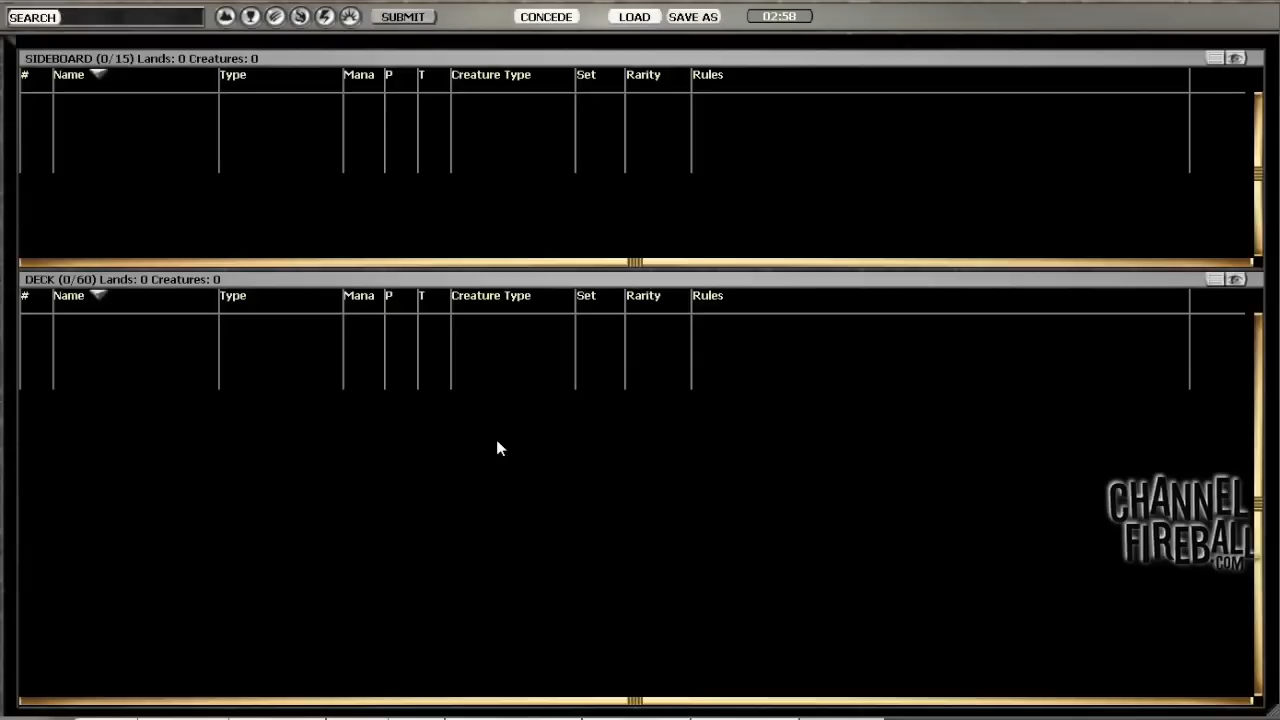 SEARCH SUBMIT CONCEDE LOAD SAVE AS 02:58
SIDEBOARD (0/15) Lands: 0 Creatures: 0
# Name Type Mana P T Creature Type Set Rarity Rules
DECK (0/60) Lands: 0 Creatures: 0
# Name Type Mana P T Creature Type Set Rarity Rules
CHANNEL
FIREBALL
.COM